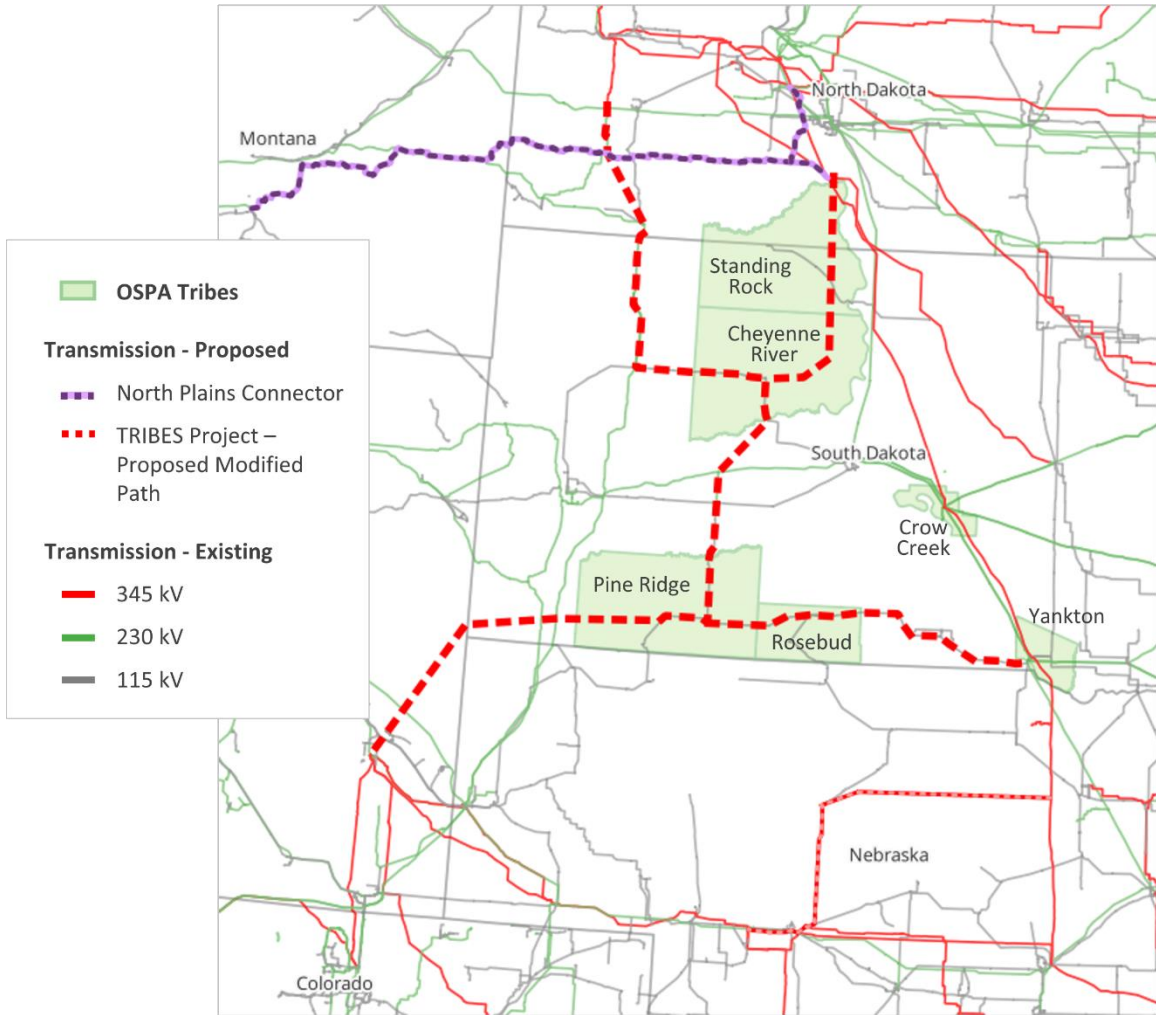 North Dakota
Montana
OSPA Tribes
Transmission - Proposed
North Plains Connector
TRIBES Project –
Proposed Modified
Path
Transmission - Existing
345 kV
230 kV
115 kV
Standing
Rock
Cheyenne
River
South Dakota
Crow
Creek
Pine Ridge
Rosebud
Yankton
Nebraska
Colorado